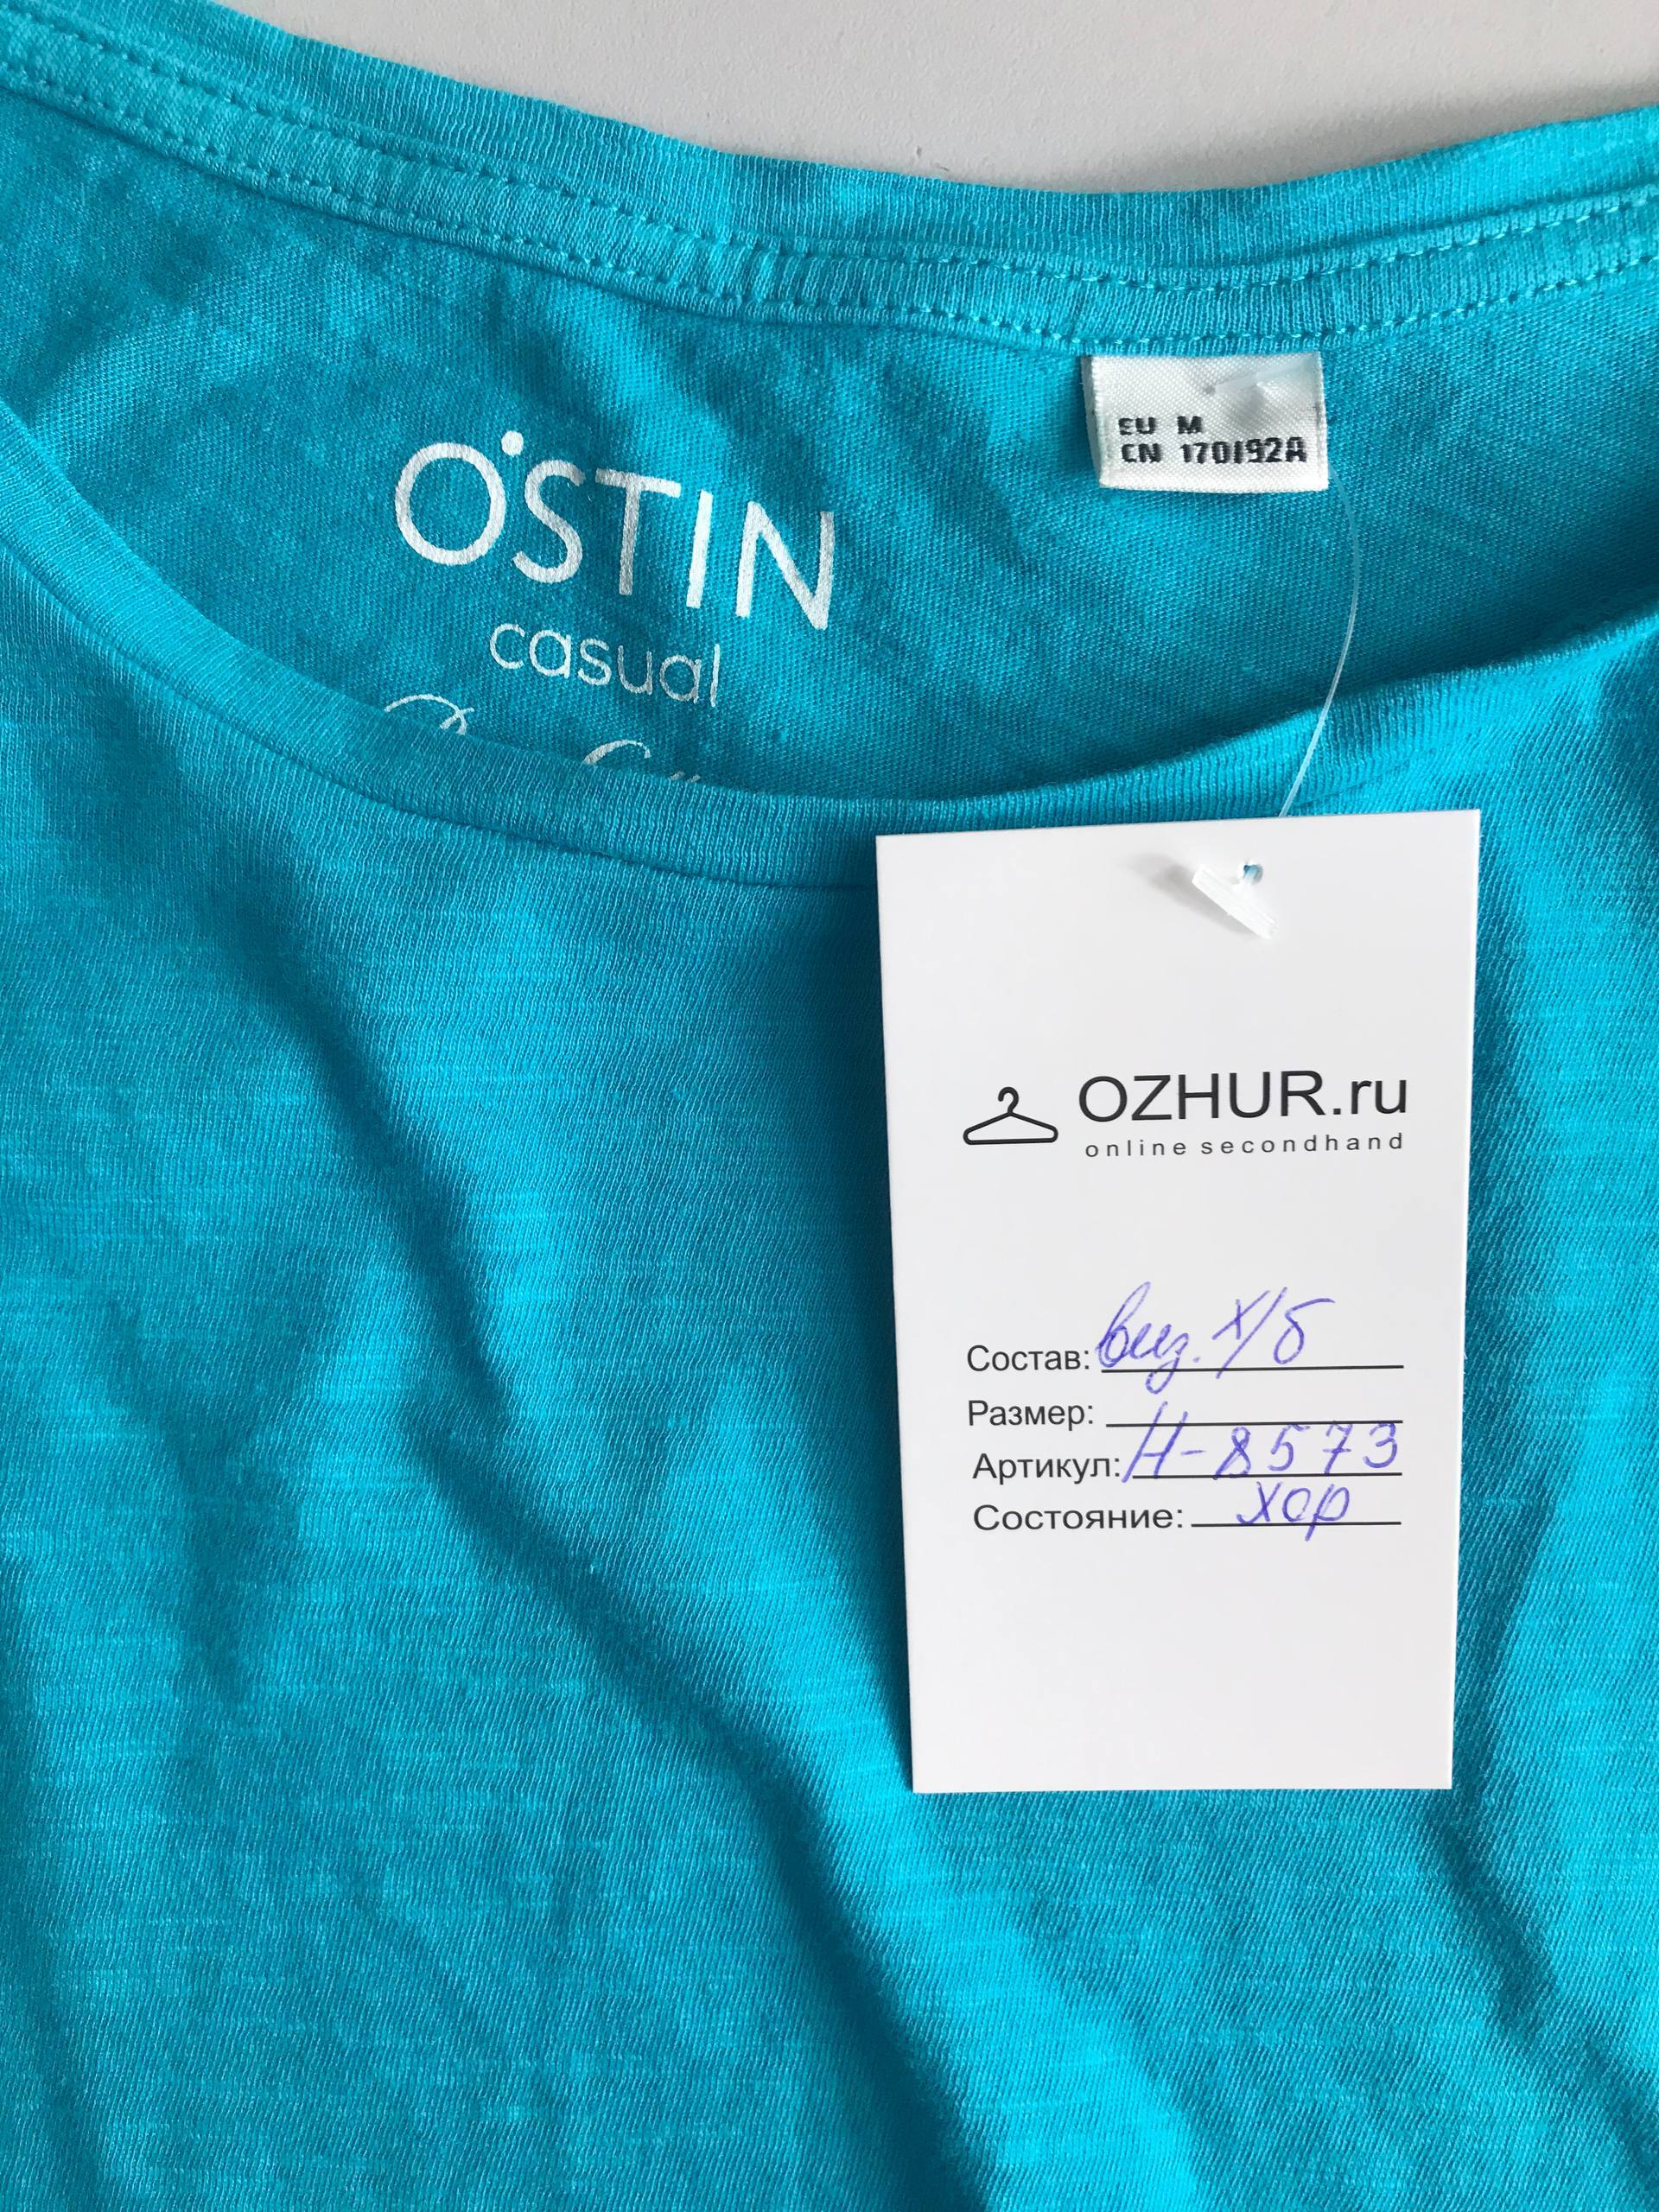 O'STIN
casual
EU M
CN 170/92A
OZHUR.ru
online secondhand
Состав: виз. х/б
Размер:
Артикул: Н-8573
Состояние: хор